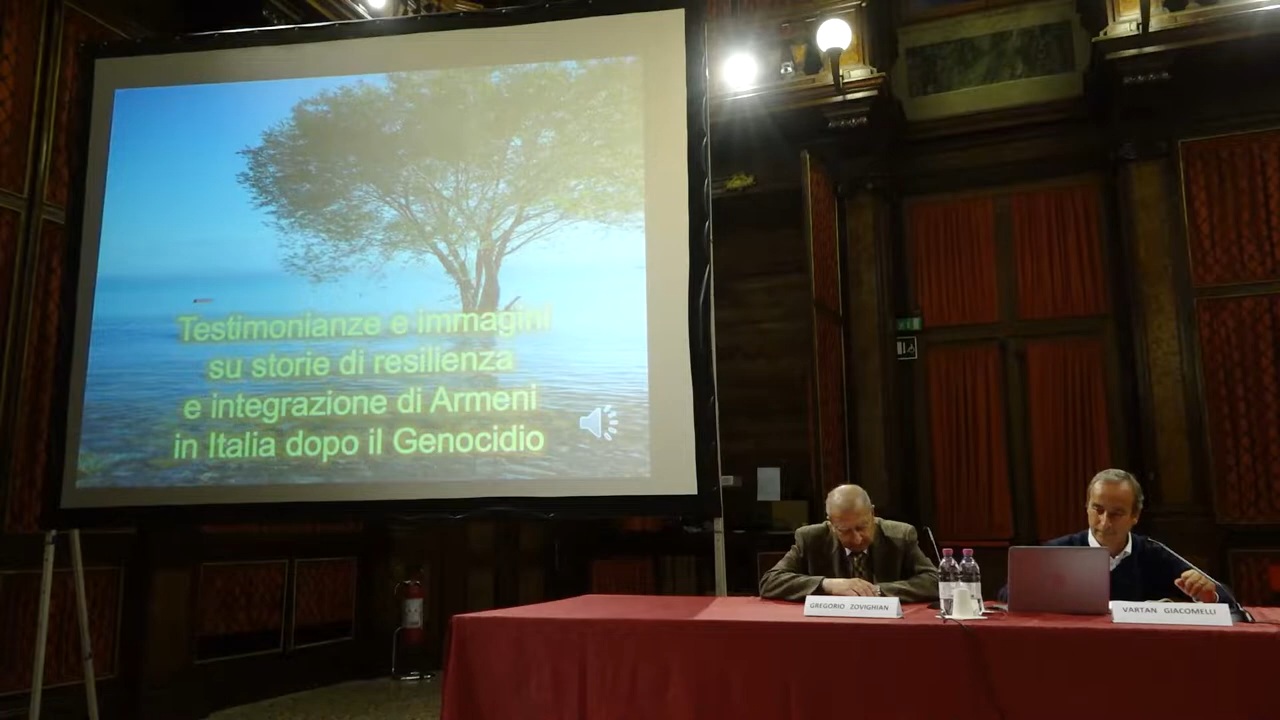 Testimonianze e immagini
su storie di resilienza
e integrazione di Armeni
in Italia dopo il Genocidio
GREGORIO ZOVIGHIAN
VARTAN GIACOMELLI